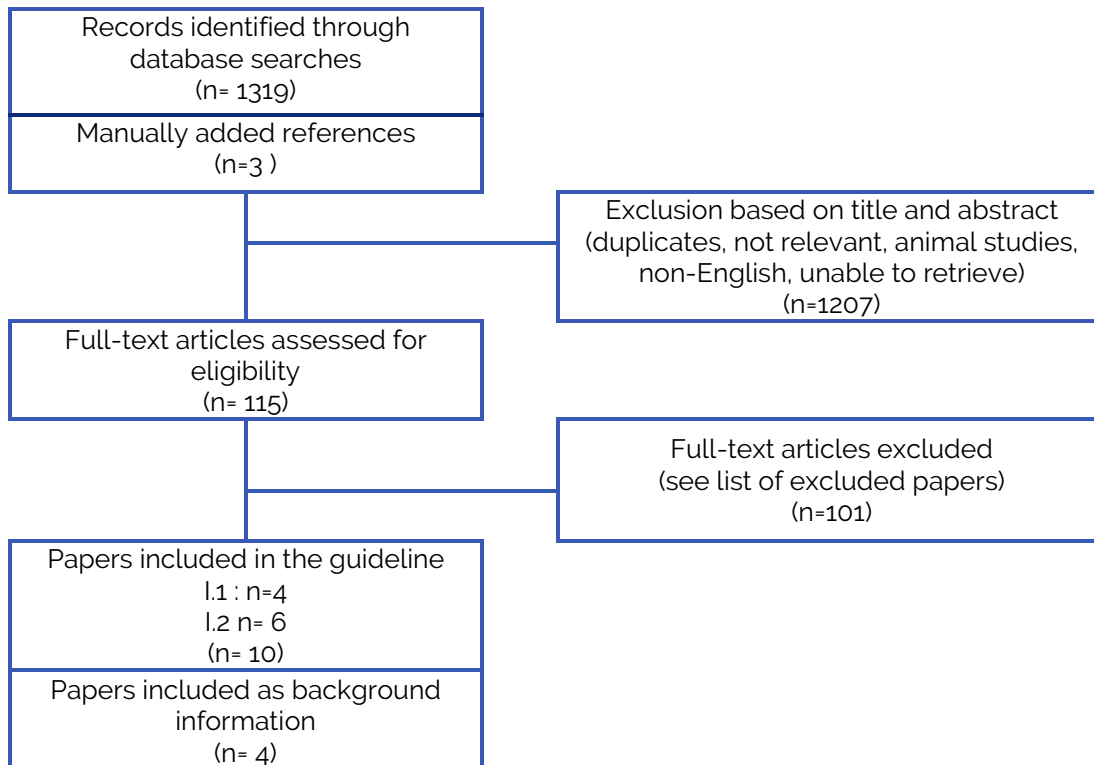 Records identified through
database searches
(n= 1319)
Manually added references
(n=3 )
Exclusion based on title and abstract
(duplicates, not relevant, animal studies,
non-English, unable to retrieve)
(n=1207)
Full-text articles assessed for
eligibility
(n= 115)
Full-text articles excluded
(see list of excluded papers)
(n=101)
Papers included in the guideline
I.1 : n=4
I.2 n= 6
(n= 10)
Papers included as background
information
(n= 4)